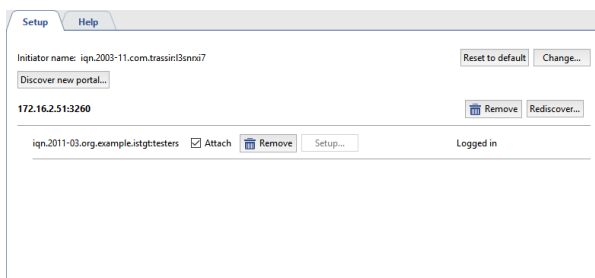 Setup Help
Initiator name: iqn.2003-11.com.trassir:l3snrxi7 Reset to default Change...
Discover new portal...
172.16.2.51:3260 Remove Rediscover...
iqn.2011-03.org.example.istgt:testers Attach Remove Setup... Logged in